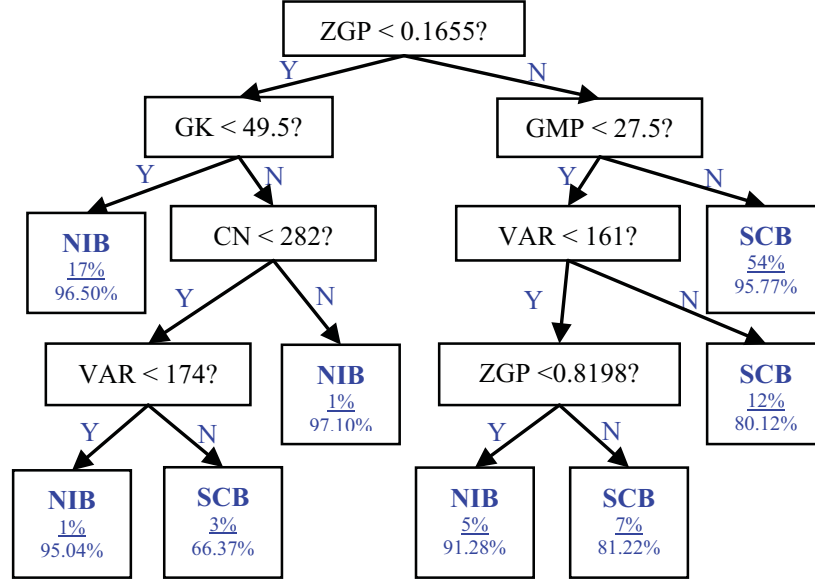 ZGP < 0.1655?
Y
N
GK < 49.5?
GMP < 27.5?
Y
N
Y
N
NIB
17%
96.50%
CN < 282?
VAR < 161?
SCB
54%
95.77%
Y
N
Y
N
VAR < 174?
NIB
1%
97.10%
ZGP <0.8198?
SCB
12%
80.12%
Y
N
Y
N
NIB
1%
95.04%
SCB
3%
66.37%
NIB
5%
91.28%
SCB
7%
81.22%